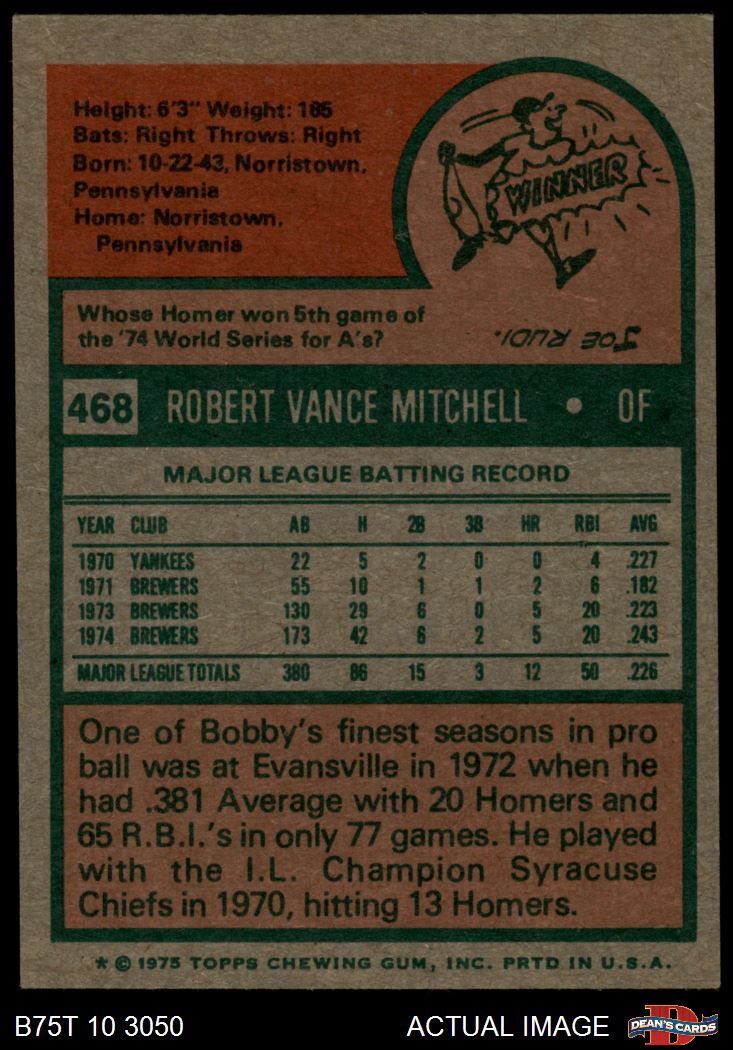 Height: 6'3" Weight: 185
Bats: Right Throws: Right
Born: 10-22-43, Norristown,
Pennsylvania
Home: Norristown,
Pennsylvania
WINNER
Whose Homer won 5th game of
the '74 World Series for A's?
JOE RUDI.
468 ROBERT VANCE MITCHELL • OF
MAJOR LEAGUE BATTING RECORD
YEAR CLUB AB H 2B 3B HR RBI AVG
1970 YANKEES 22 5 2 0 0 4 .227
1971 BREWERS 55 10 1 1 2 6 .182
1973 BREWERS 130 29 6 0 5 20 .223
1974 BREWERS 173 42 6 2 5 20 .243
MAJOR LEAGUE TOTALS 380 86 15 3 12 50 .226
One of Bobby's finest seasons in pro
ball was at Evansville in 1972 when he
had .381 Average with 20 Homers and
65 R.B.I.'s in only 77 games. He played
with the I.L. Champion Syracuse
Chiefs in 1970, hitting 13 Homers.
* © 1975 TOPPS CHEWING GUM, INC. PRTD IN U.S.A.
B75T 10 3050 ACTUAL IMAGE D DEAN'S CARDS